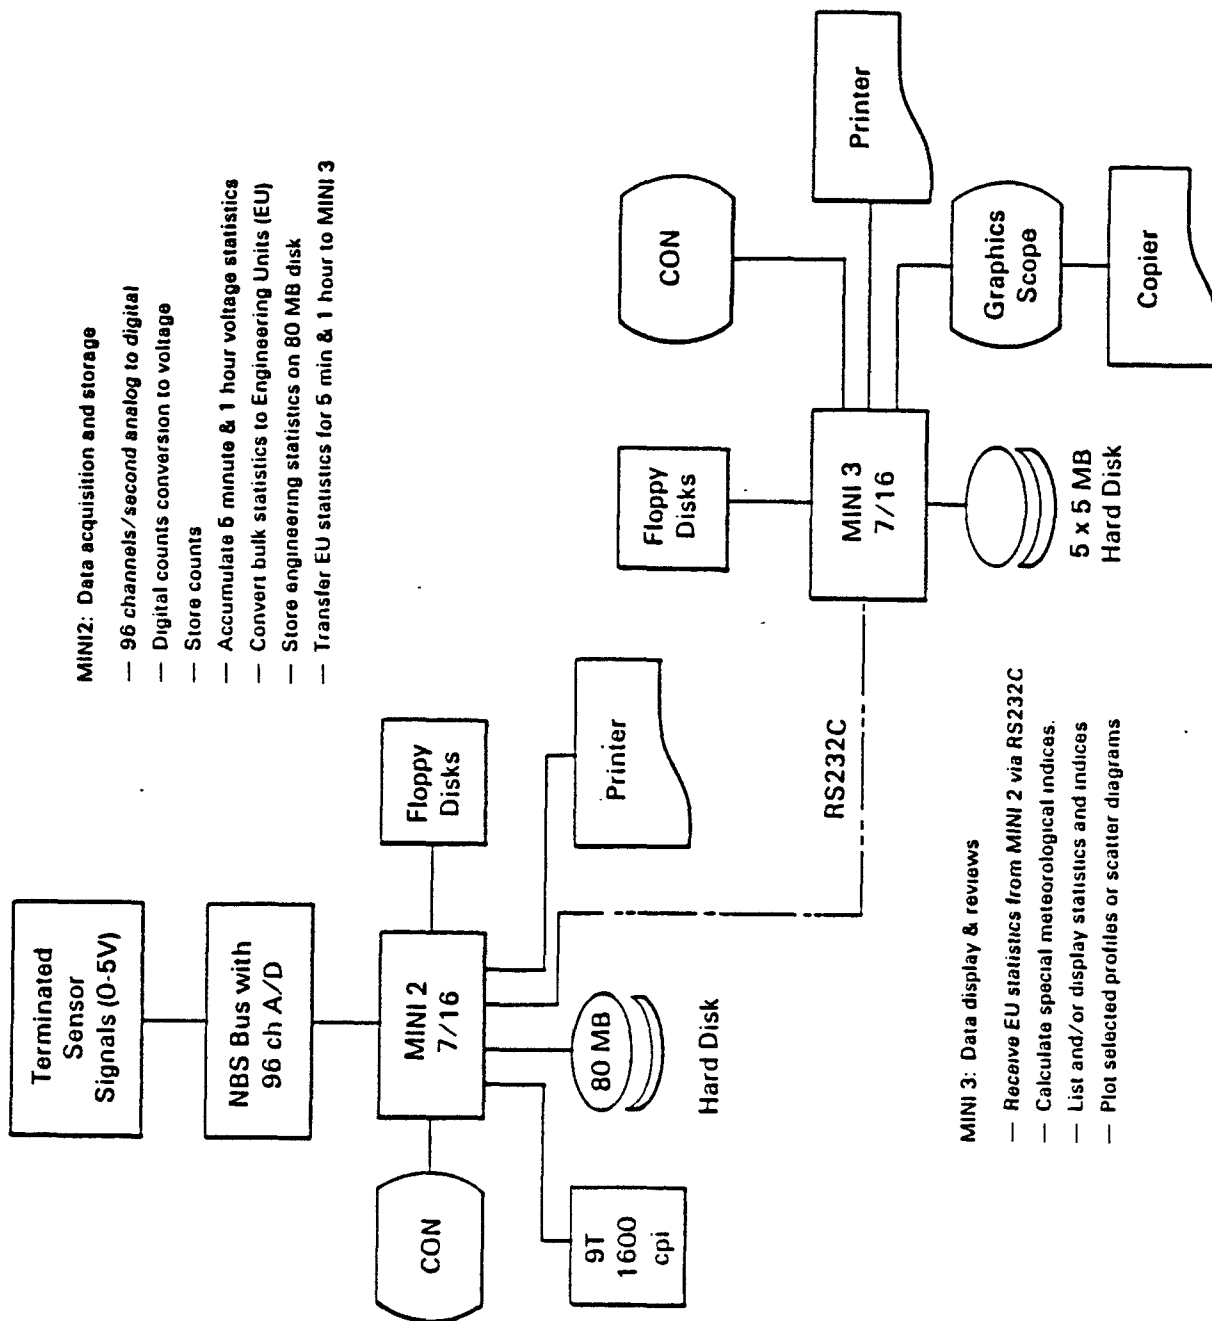 Terminated
Sensor
Signals (0-5V)
NBS Bus with
96 ch A/D
CON
MINI 2
7/16
Floppy
Disks
9T
1600
cpi
80 MB
Hard Disk
Printer
RS232C
MINI2: Data acquisition and storage
— 96 channels/second analog to digital
— Digital counts conversion to voltage
— Store counts
— Accumulate 5 minute & 1 hour voltage statistics
— Convert bulk statistics to Engineering Units (EU)
— Store engineering statistics on 80 MB disk
— Transfer EU statistics for 5 min & 1 hour to MINI 3
Floppy
Disks
MINI 3
7/16
5 x 5 MB
Hard Disk
CON
Printer
Graphics
Scope
Copier
MINI 3: Data display & reviews
— Receive EU statistics from MINI 2 via RS232C
— Calculate special meteorological indices.
— List and/or display statistics and indices
— Plot selected profiles or scatter diagrams